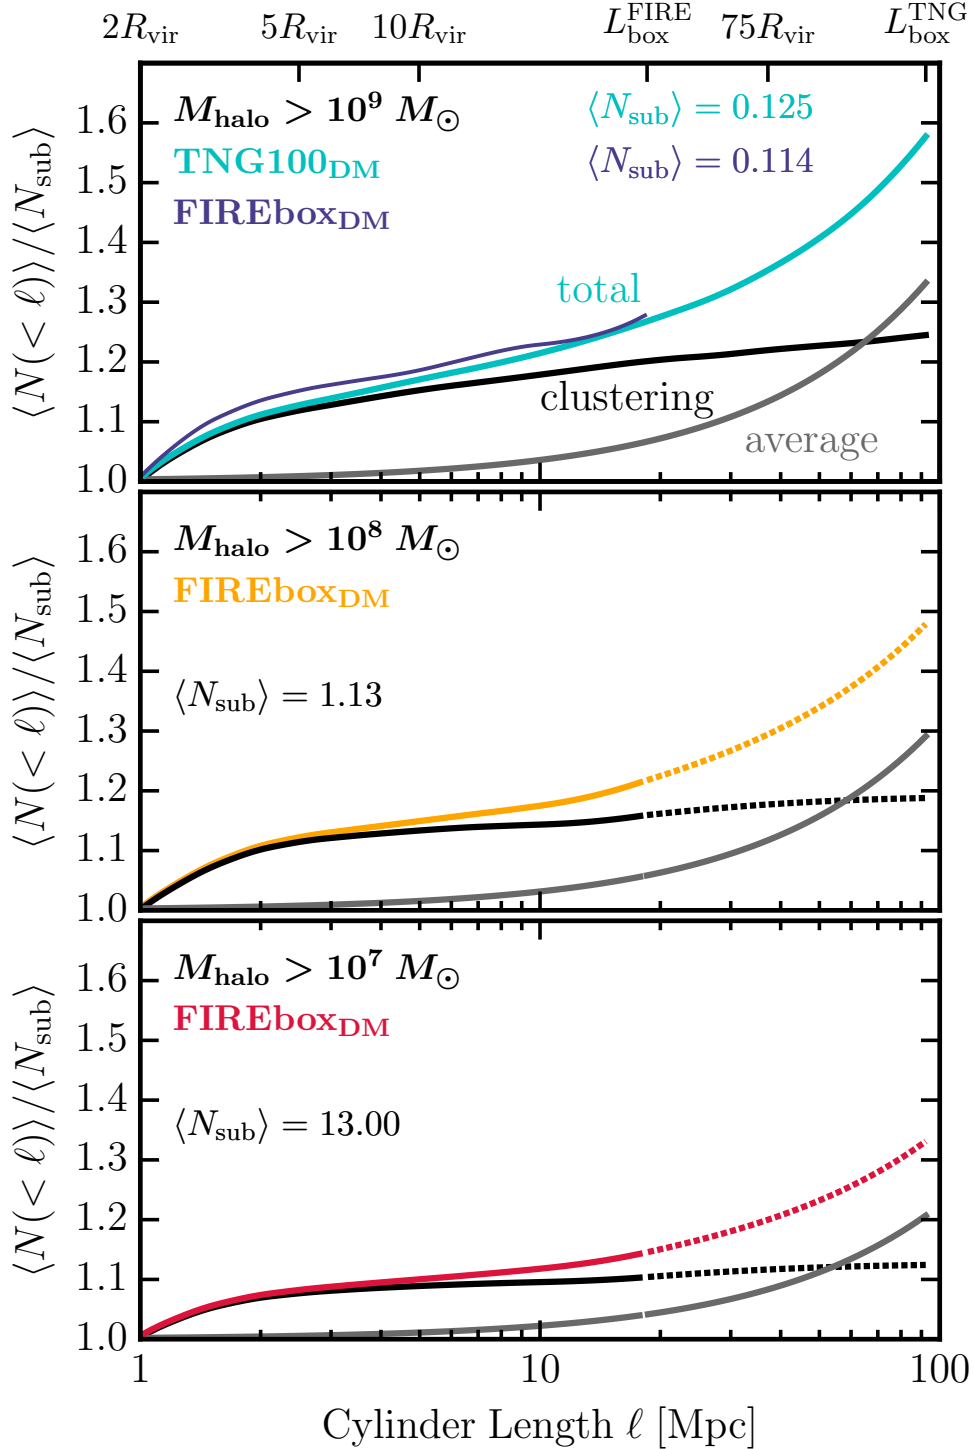 2R_vir 5R_vir 10R_vir L_box^FIRE 75R_vir L_box^TNG
M_halo > 10^9 M_⊙
⟨N_sub⟩ = 0.125
TNG100_DM
⟨N_sub⟩ = 0.114
FIREbox_DM
total
clustering
average
⟨N(< ℓ)⟩/⟨N_sub⟩
1.6
1.5
1.4
1.3
1.2
1.1
1.0
M_halo > 10^8 M_⊙
FIREbox_DM
⟨N_sub⟩ = 1.13
⟨N(< ℓ)⟩/⟨N_sub⟩
1.6
1.5
1.4
1.3
1.2
1.1
1.0
M_halo > 10^7 M_⊙
FIREbox_DM
⟨N_sub⟩ = 13.00
⟨N(< ℓ)⟩/⟨N_sub⟩
1.6
1.5
1.4
1.3
1.2
1.1
1.0
1 10 100
Cylinder Length ℓ [Mpc]